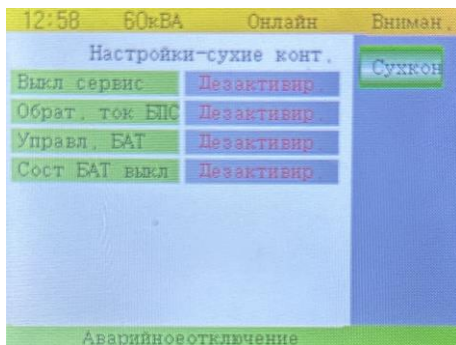 12:58 60кВА Онлайн Вниман.
Настройки-сухие конт.
Сухкон
Выкл сервис Дезактивир.
Обрат. ток БПС Дезактивир.
Управл. БАТ Дезактивир.
Сост БАТ выкл Дезактивир.
Аварийноеотключение